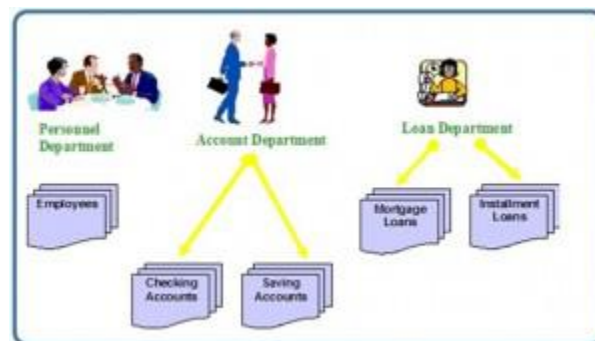 Personnel
Department
Account Department
Loan Department
Employees
Mortgage
Loans
Installment
Loans
Checking
Accounts
Saving
Accounts